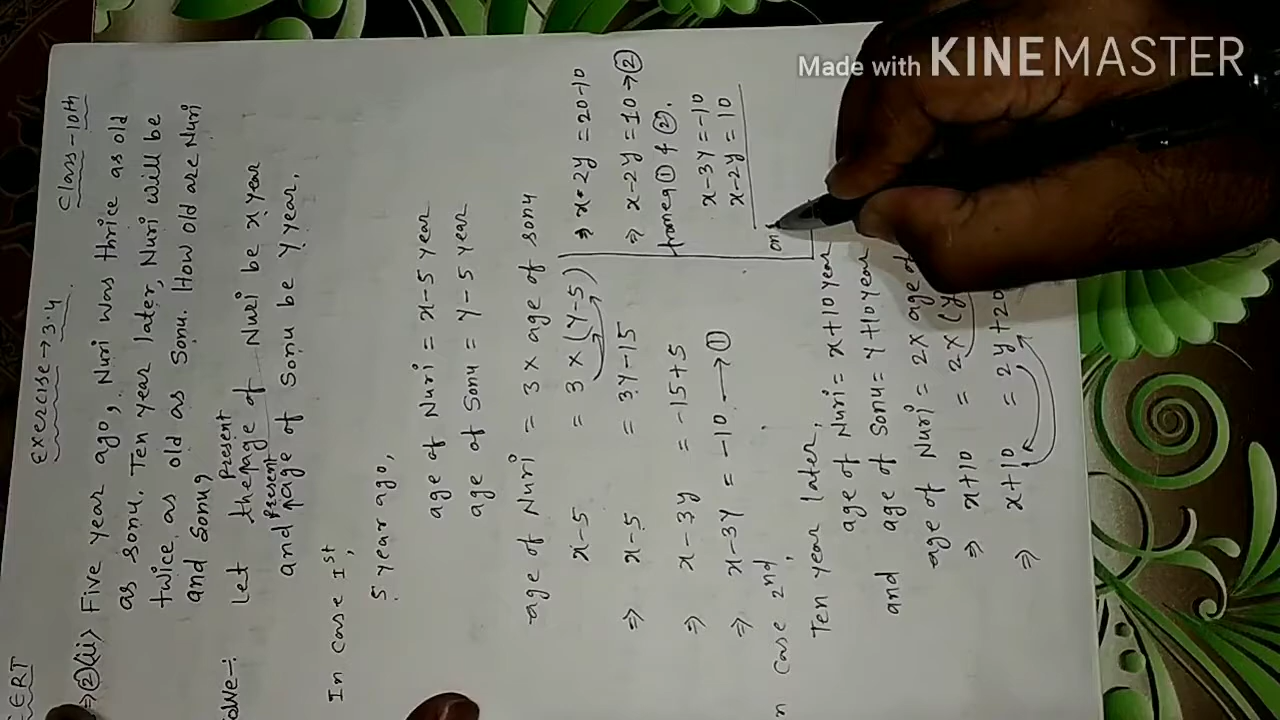 Made with KINEMASTER
CERT
Exercise→3.4. Class-10th
⇒②(ii)> Five year ago, Nuri was thrice as old
as Sonu. Ten year later, Nuri will be
twice as old as Sonu. How old are Nuri
and Sonu?
Let the present age of Nuri be x year
and present age of Sonu be y year.
In case Ist,
5 year ago,
age of Nuri = x-5 year
age of Sonu = y-5 year
age of Nuri = 3 x age of sonu
x-5 = 3 x (y-5)
⇒ x-5 = 3y-15
⇒ x-3y = -15+5
⇒ x-3y = -10 → ①
n case 2nd,
Ten year later,
age of Nuri = x+10 year
and age of Sonu = y+10 year
age of Nuri = 2x age of
⇒ x+10 = 2x(y
⇒ x+10 = 2y+20
⇒ x-2y = 20-10
⇒ x-2y = 10 → ②
from eq ① & ②.
x-3y = -10
x-2y = 10
on